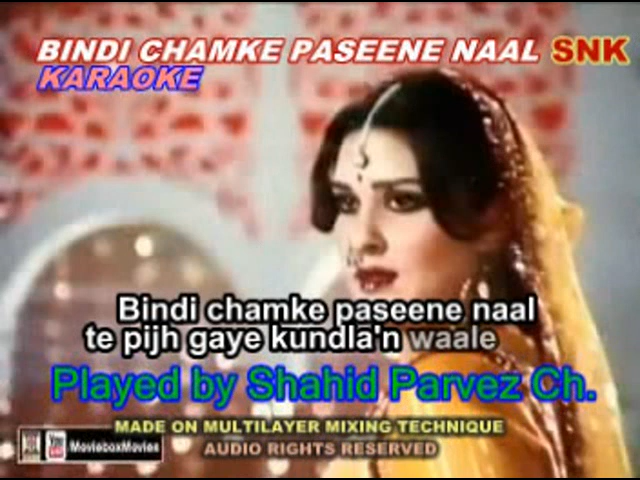 BINDI CHAMKE PASEENE NAAL SNK
KARAOKE
Bindi chamke paseene naal
te pijh gaye kundla'n waale
Played by Shahid Parvez Ch.
MADE ON MULTILAYER MIXING TECHNIQUE
MovieboxMovies
AUDIO RIGHTS RESERVED